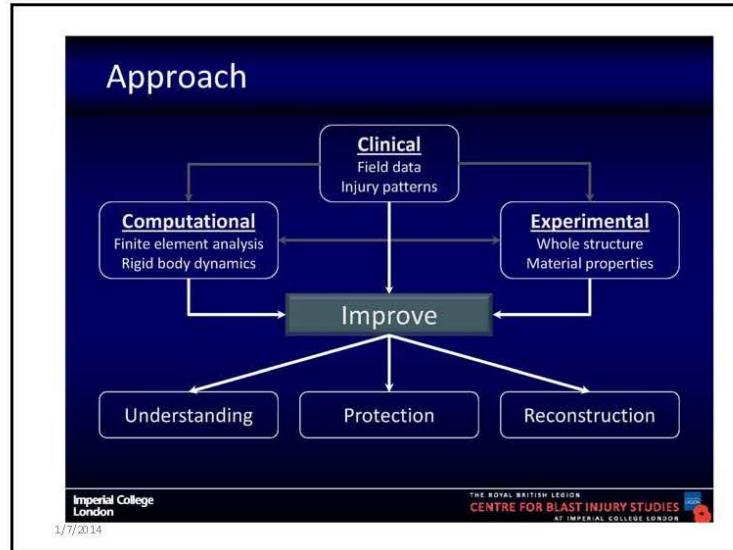 Approach
Clinical
Field data
Injury patterns
Computational
Finite element analysis
Rigid body dynamics
Experimental
Whole structure
Material properties
Improve
Understanding
Protection
Reconstruction
Imperial College
London
THE ROYAL BRITISH LEGION
CENTRE FOR BLAST INJURY STUDIES
AT IMPERIAL COLLEGE LONDON
1/7/2014